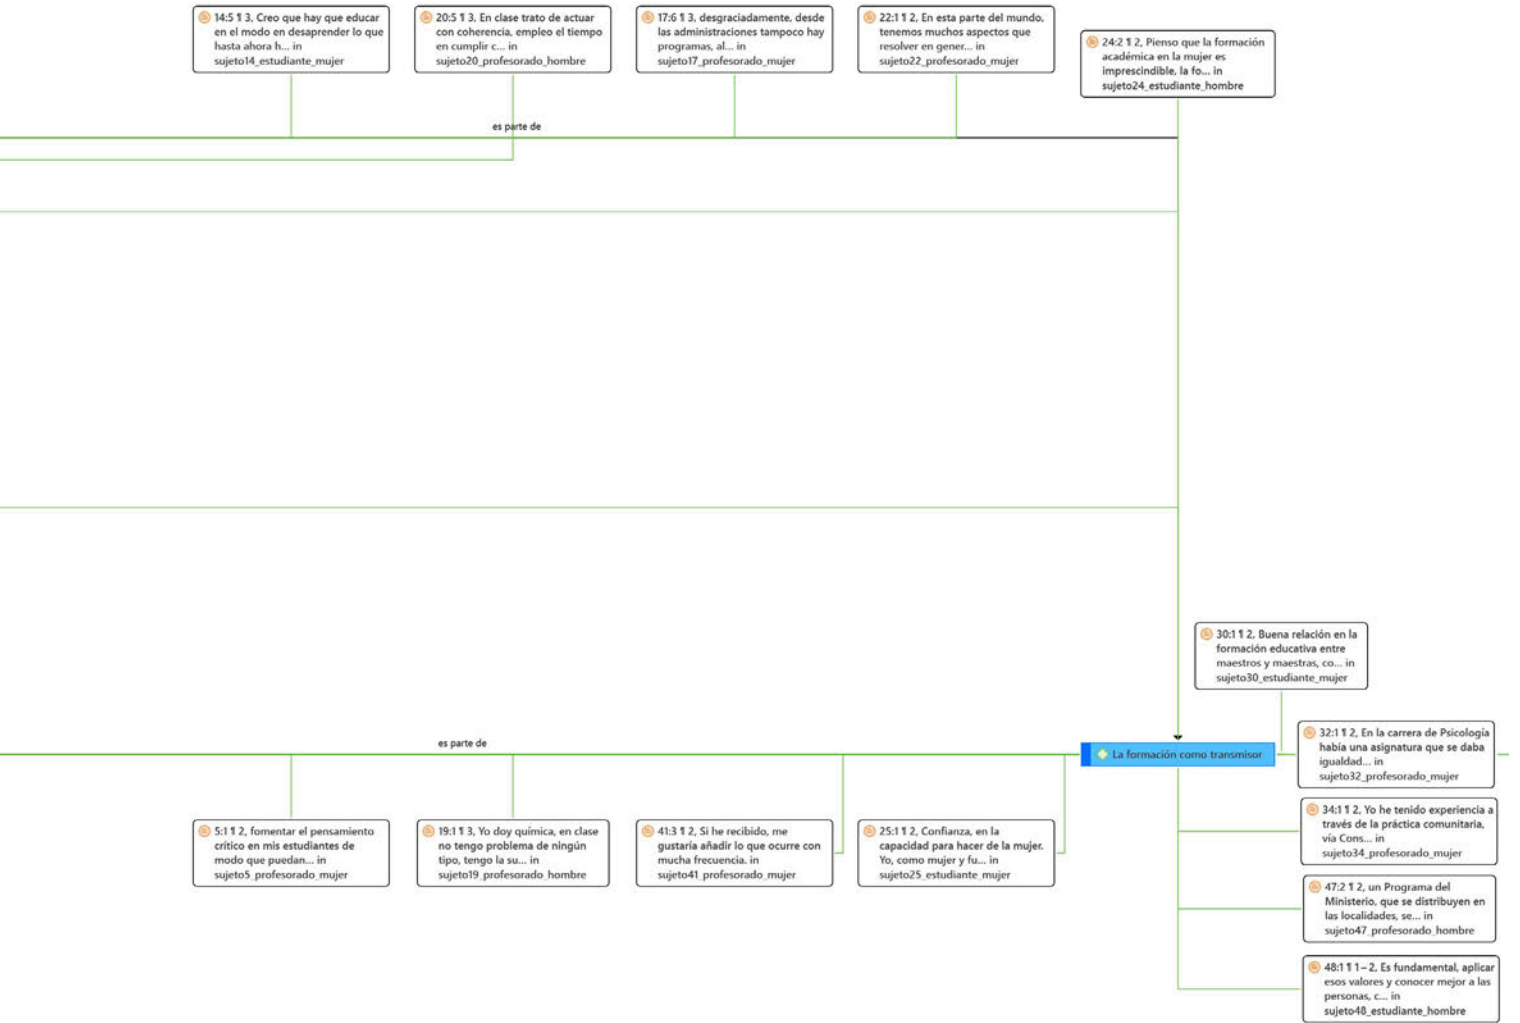 14:5 ¶ 3, Creo que hay que educar
en el modo en desaprender lo que
hasta ahora h... in
sujeto14_estudiante_mujer
20:5 ¶ 3, En clase trato de actuar
con coherencia, empleo el tiempo
en cumplir c... in
sujeto20_profesorado_hombre
17:6 ¶ 3, desgraciadamente, desde
las administraciones tampoco hay
programas, al... in
sujeto17_profesorado_mujer
22:1 ¶ 2, En esta parte del mundo,
tenemos muchos aspectos que
resolver en gener... in
sujeto22_profesorado_mujer
24:2 ¶ 2, Pienso que la formación
académica en la mujer es
imprescindible, la fo... in
sujeto24_estudiante_hombre
es parte de
30:1 ¶ 2, Buena relación en la
formación educativa entre
maestros y maestras, co... in
sujeto30_estudiante_mujer
es parte de
La formación como transmisor
32:1 ¶ 2, En la carrera de Psicología
había una asignatura que se daba
igualdad... in
sujeto32_profesorado_mujer
5:1 ¶ 2, fomentar el pensamiento
crítico en mis estudiantes de
modo que puedan... in
sujeto5_profesorado_mujer
19:1 ¶ 3, Yo doy química, en clase
no tengo problema de ningún
tipo, tengo la su... in
sujeto19_profesorado_hombre
41:3 ¶ 2, Si he recibido, me
gustaría añadir lo que ocurre con
mucha frecuencia. in
sujeto41_profesorado_mujer
25:1 ¶ 2, Confianza, en la
capacidad para hacer de la mujer.
Yo, como mujer y fu... in
sujeto25_estudiante_mujer
34:1 ¶ 2, Yo he tenido experiencia a
través de la práctica comunitaria,
vía Cons... in
sujeto34_profesorado_mujer
47:2 ¶ 2, un Programa del
Ministerio, que se distribuyen en
las localidades, se... in
sujeto47_profesorado_hombre
48:1 ¶ 1 – 2, Es fundamental, aplicar
esos valores y conocer mejor a las
personas, c... in
sujeto48_estudiante_hombre